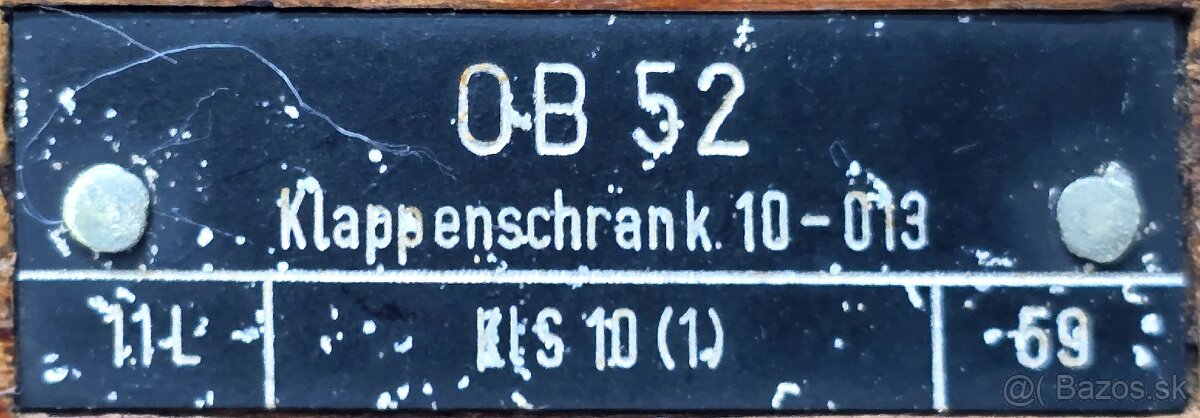 OB 52
Klappenschrank. 10-013
11L KlS 10 (1) 69
@( Bazos.sk